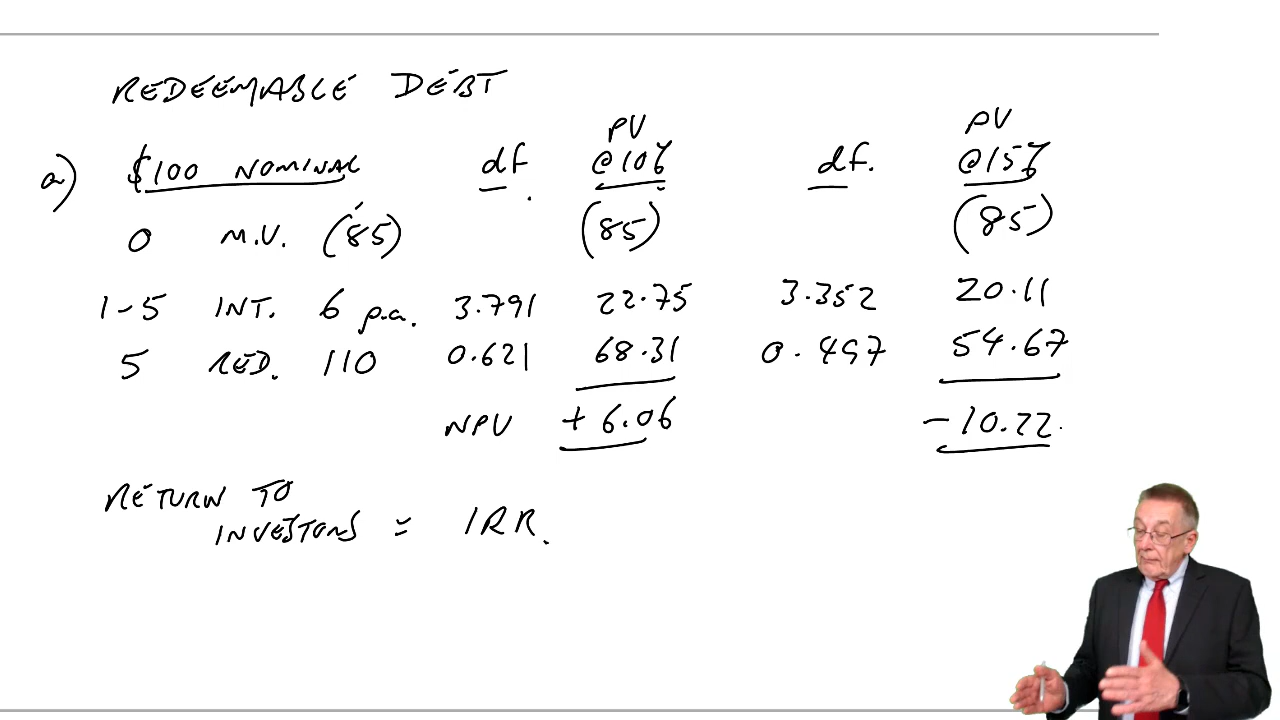 REDEEMABLE DEBT
a) $100 NOMINAL df PV @10% df. PV @15%
0 M.V. (85) (85) (85)
1-5 INT. 6 p.a. 3.791 22.75 3.352 20.11
5 RED. 110 0.621 68.31 0.497 54.67
NPV + 6.06 - 10.22
RETURN TO
INVESTORS = IRR.